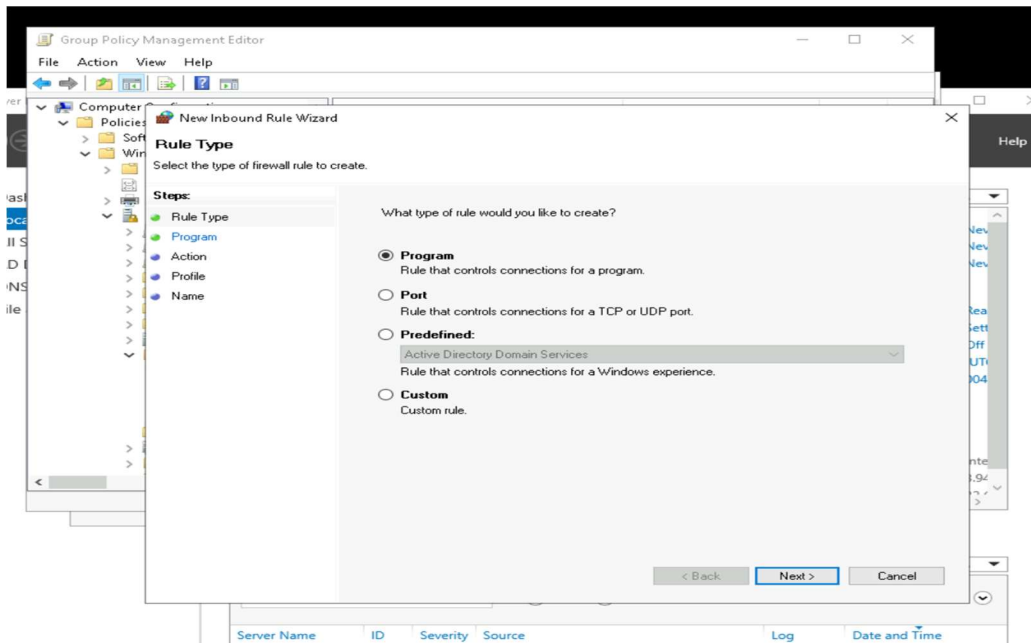 Group Policy Management Editor
File Action View Help
Computer
Policies
New Inbound Rule Wizard
Rule Type
Select the type of firewall rule to create.
Steps:
Rule Type
Program
Action
Profile
Name
What type of rule would you like to create?
Program
Rule that controls connections for a program.
Port
Rule that controls connections for a TCP or UDP port.
Predefined:
Active Directory Domain Services
Rule that controls connections for a Windows experience.
Custom
Custom rule.
< Back Next > Cancel
Help
Server Name ID Severity Source Log Date and Time